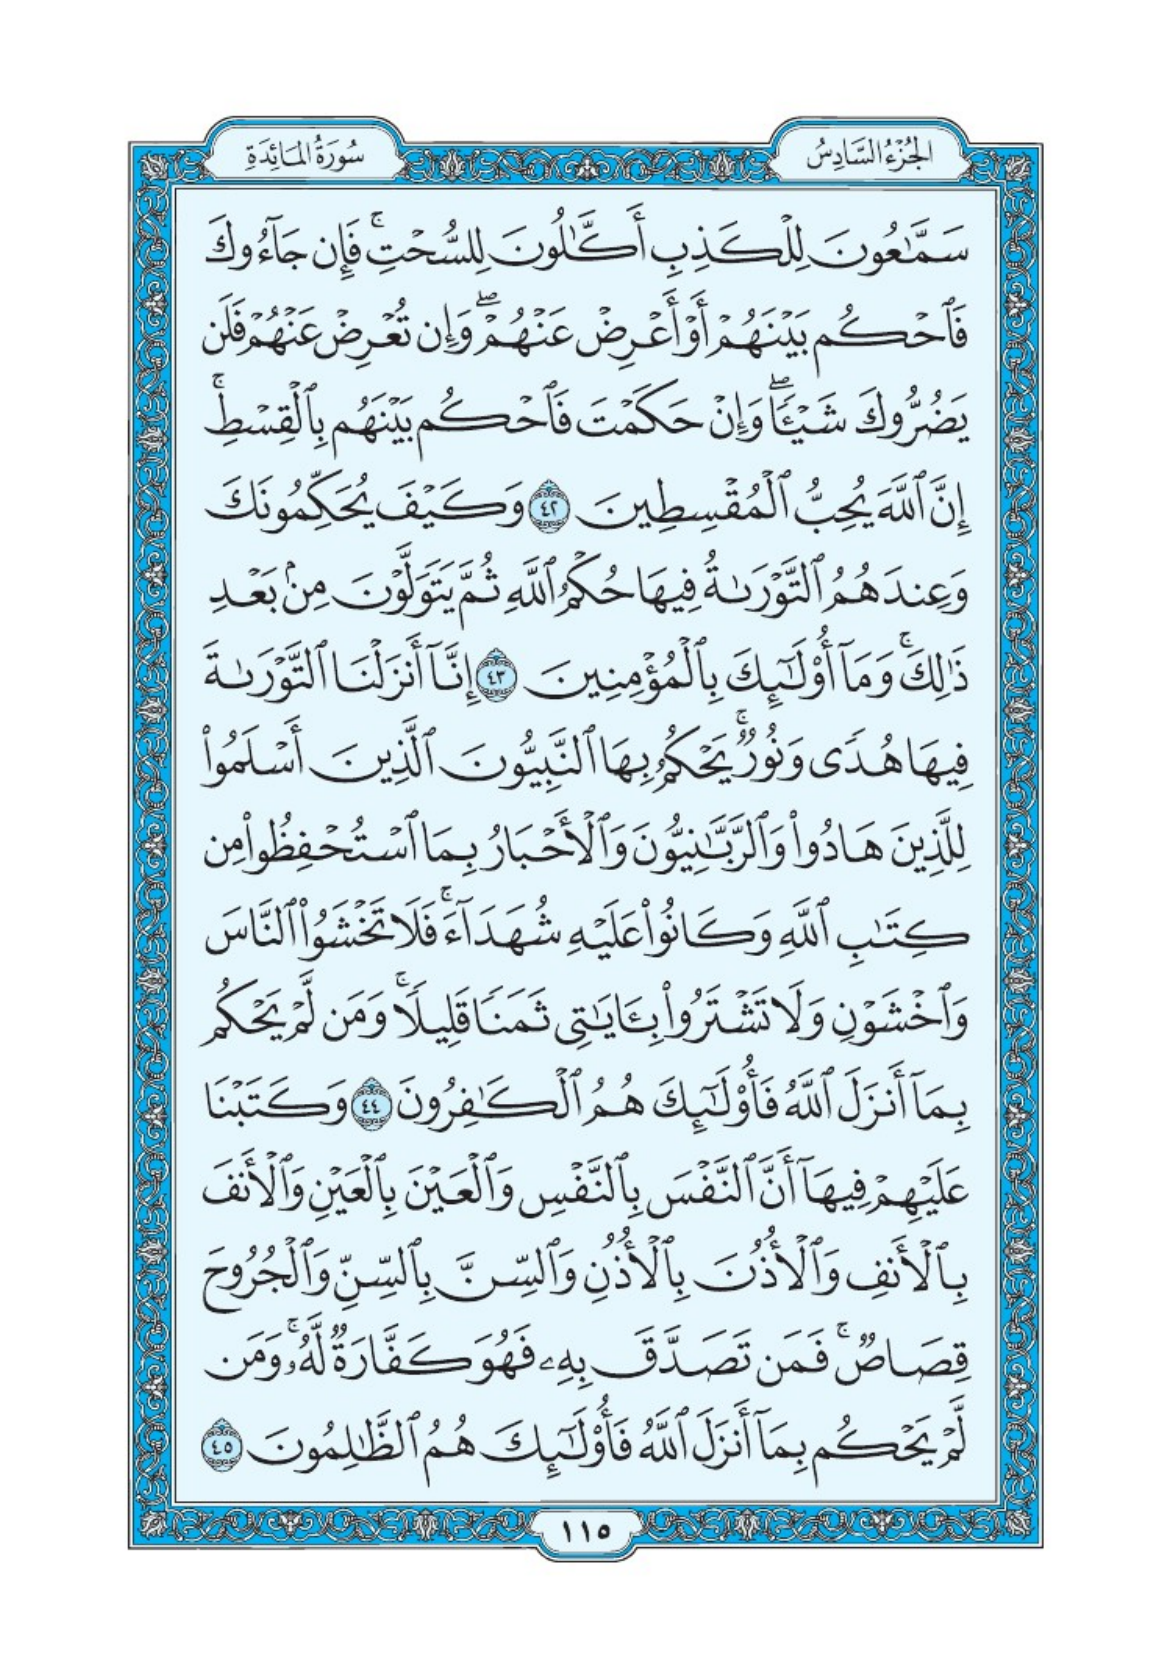 الجُزْءُ السَّادِسُ
سُورَةُ المَائِدَةِ
سَمَّٰعُونَ لِلْكَذِبِ أَكَّٰلُونَ لِلسُّحْتِۚ فَإِن جَآءُوكَ
فَٱحْكُم بَيْنَهُمْ أَوْ أَعْرِضْ عَنْهُمْۖ وَإِن تُعْرِضْ عَنْهُمْ فَلَن
يَضُرُّوكَ شَيْـًٔاۖ وَإِنْ حَكَمْتَ فَٱحْكُم بَيْنَهُم بِٱلْقِسْطِۚ
إِنَّ ٱللَّهَ يُحِبُّ ٱلْمُقْسِطِينَ ٤٢ وَكَيْفَ يُحَكِّمُونَكَ
وَعِندَهُمُ ٱلتَّوْرَىٰةُ فِيهَا حُكْمُ ٱللَّهِ ثُمَّ يَتَوَلَّوْنَ مِنۢ بَعْدِ
ذَٰلِكَۚ وَمَآ أُو۟لَٰٓئِكَ بِٱلْمُؤْمِنِينَ ٤٣ إِنَّآ أَنزَلْنَا ٱلتَّوْرَىٰةَ
فِيهَا هُدًى وَنُورٌۚ يَحْكُمُ بِهَا ٱلنَّبِيُّونَ ٱلَّذِينَ أَسْلَمُوا۟
لِلَّذِينَ هَادُوا۟ وَٱلرَّبَّٰنِيُّونَ وَٱلْأَحْبَارُ بِمَا ٱسْتُحْفِظُوا۟ مِن
كِتَٰبِ ٱللَّهِ وَكَانُوا۟ عَلَيْهِ شُهَدَآءَۚ فَلَا تَخْشَوُا۟ ٱلنَّاسَ
وَٱخْشَوْنِ وَلَا تَشْتَرُوا۟ بِـَٔايَٰتِى ثَمَنًا قَلِيلًاۚ وَمَن لَّمْ يَحْكُم
بِمَآ أَنزَلَ ٱللَّهُ فَأُو۟لَٰٓئِكَ هُمُ ٱلْكَٰفِرُونَ ٤٤ وَكَتَبْنَا
عَلَيْهِمْ فِيهَآ أَنَّ ٱلنَّفْسَ بِٱلنَّفْسِ وَٱلْعَيْنَ بِٱلْعَيْنِ وَٱلْأَنفَ
بِٱلْأَنفِ وَٱلْأُذُنَ بِٱلْأُذُنِ وَٱلسِّنَّ بِٱلسِّنِّ وَٱلْجُرُوحَ
قِصَاصٌۚ فَمَن تَصَدَّقَ بِهِۦ فَهُوَ كَفَّارَةٌ لَّهُۥۚ وَمَن
لَّمْ يَحْكُم بِمَآ أَنزَلَ ٱللَّهُ فَأُو۟لَٰٓئِكَ هُمُ ٱلظَّٰلِمُونَ ٤٥
١١٥